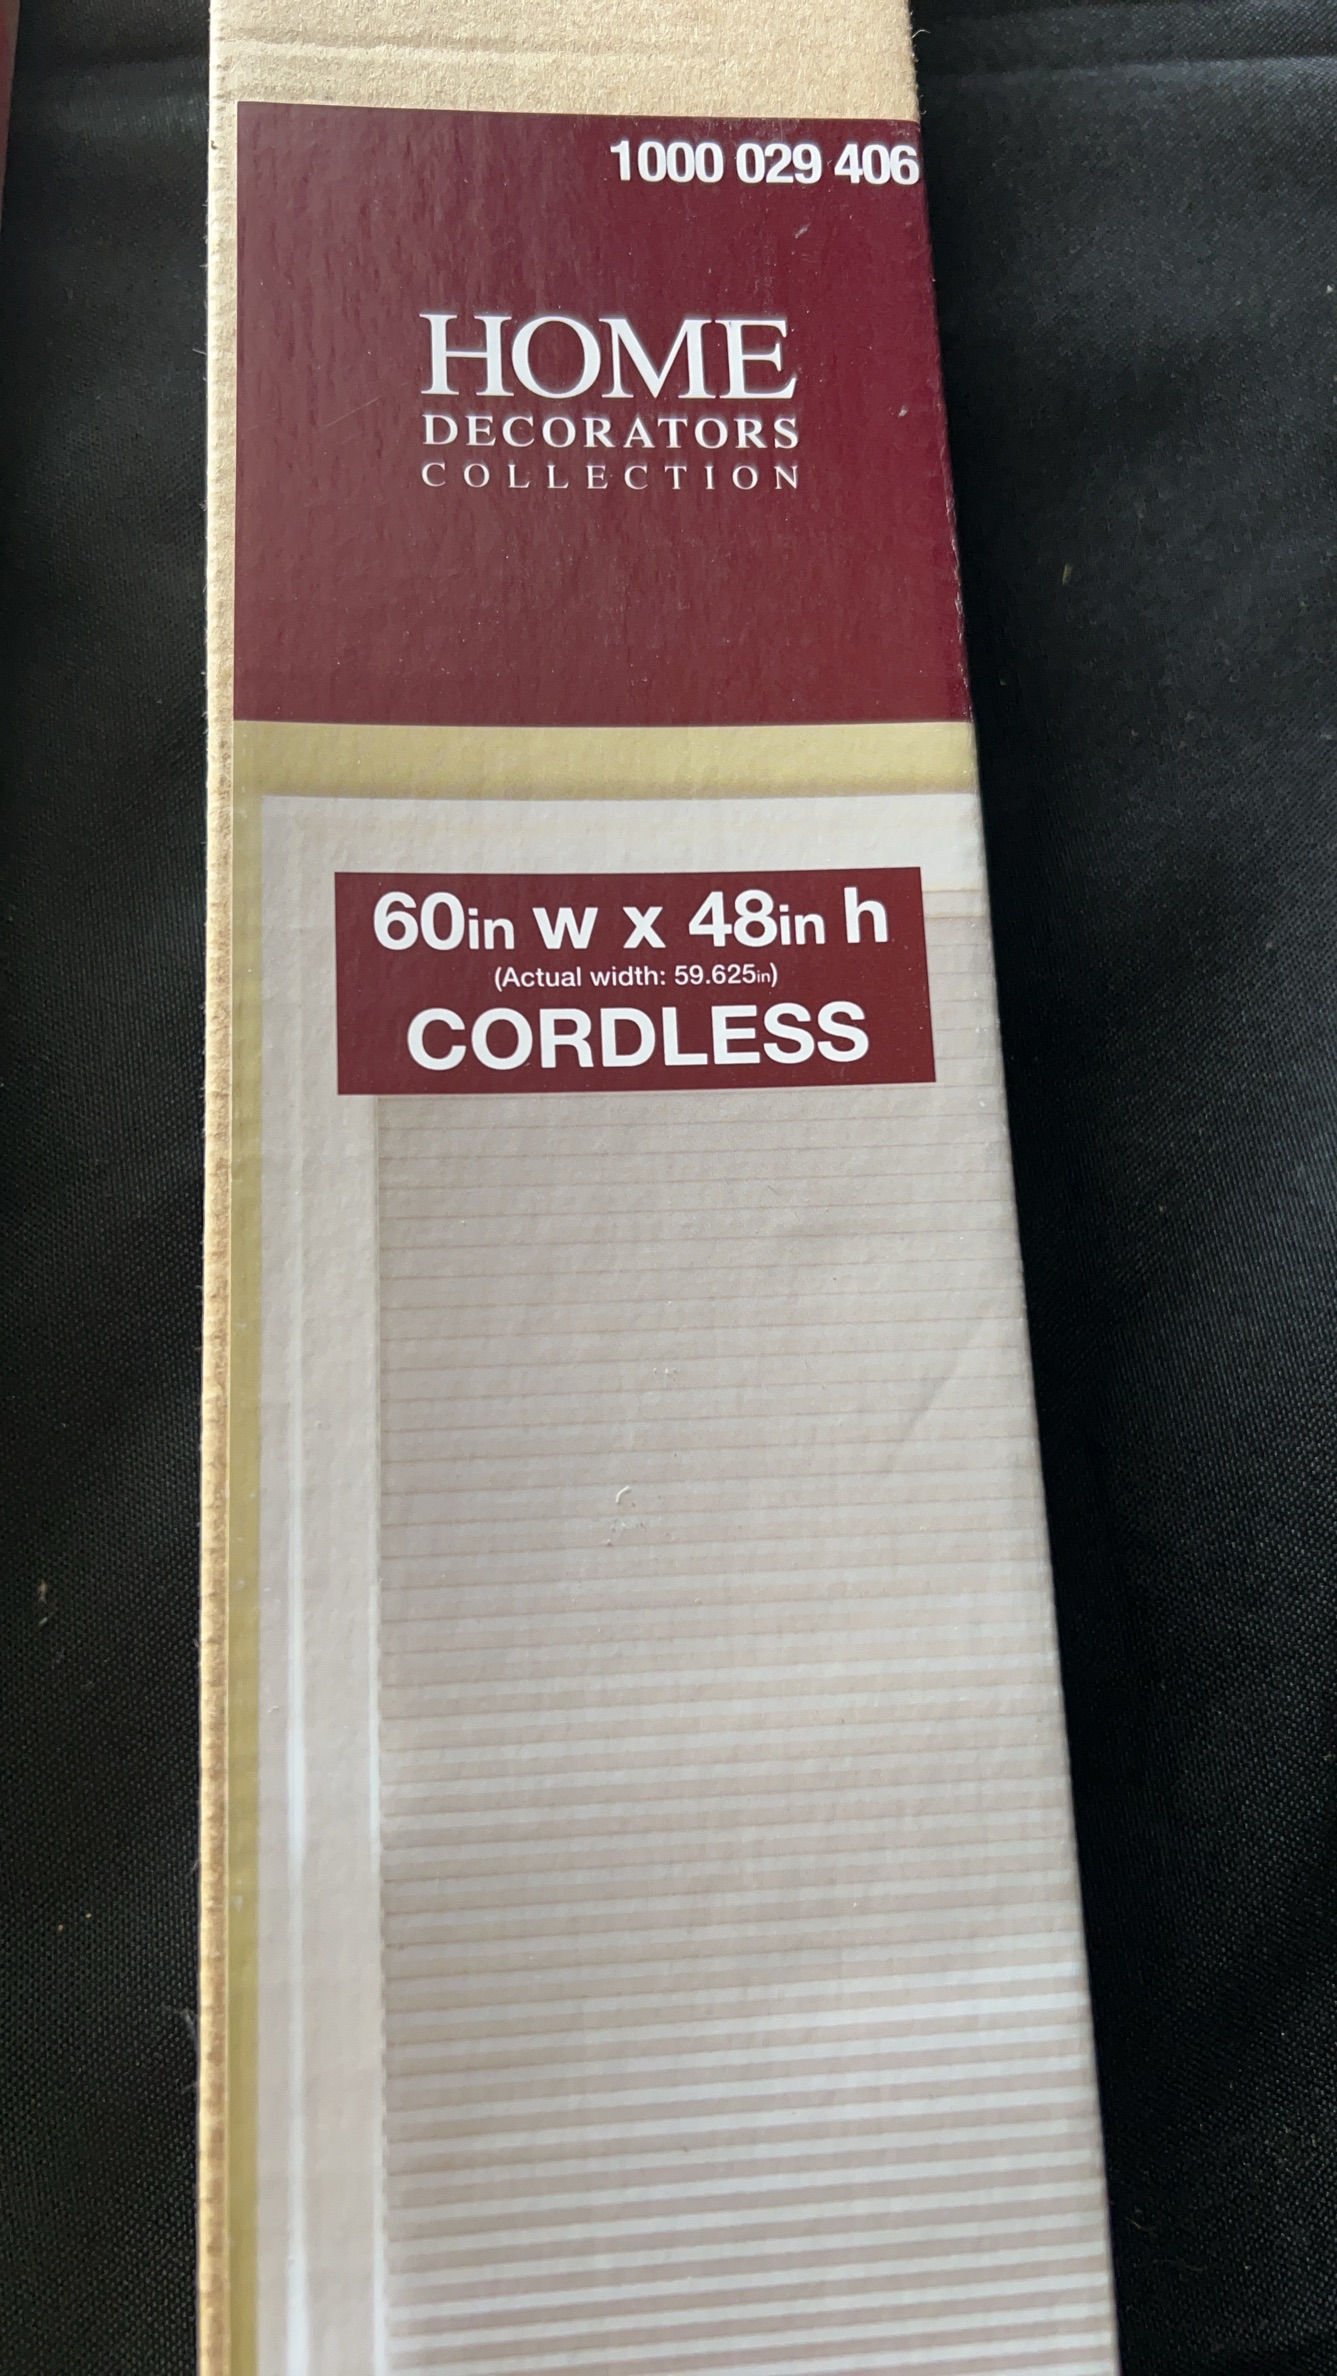 1000 029 406
HOME
DECORATORS
COLLECTION
60in w x 48in h
(Actual width: 59.625in)
CORDLESS